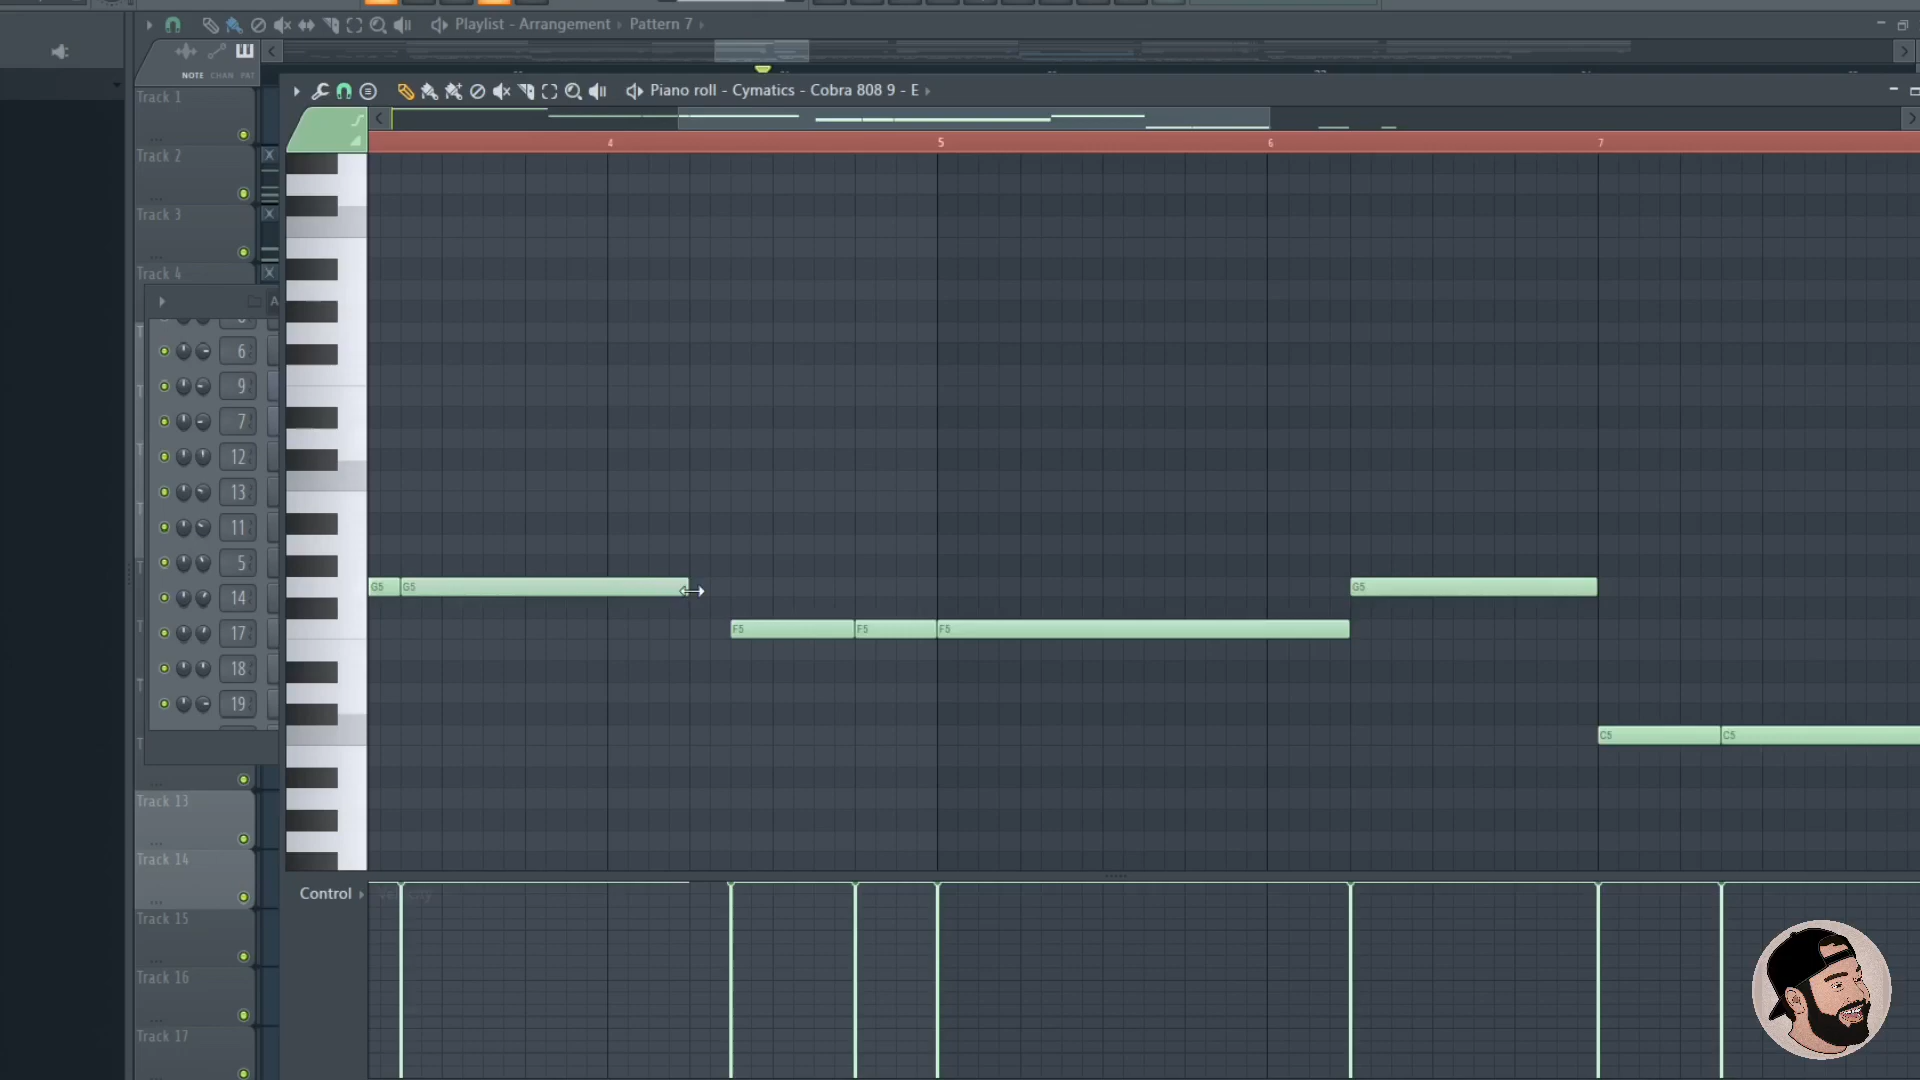 Playlist - Arrangement › Pattern 7 ›
NOTE CHAN PAT
Piano roll - Cymatics - Cobra 808 9 - E
4 5 6 7
Track 1
Track 2
Track 3
Track 4
A
6
9
7
12
13
11
5
14
17
18
19
G5 G5 G5
F5 F5 F5
C5 C5
Track 13
Track 14
Track 15
Track 16
Track 17
Control
Velocity